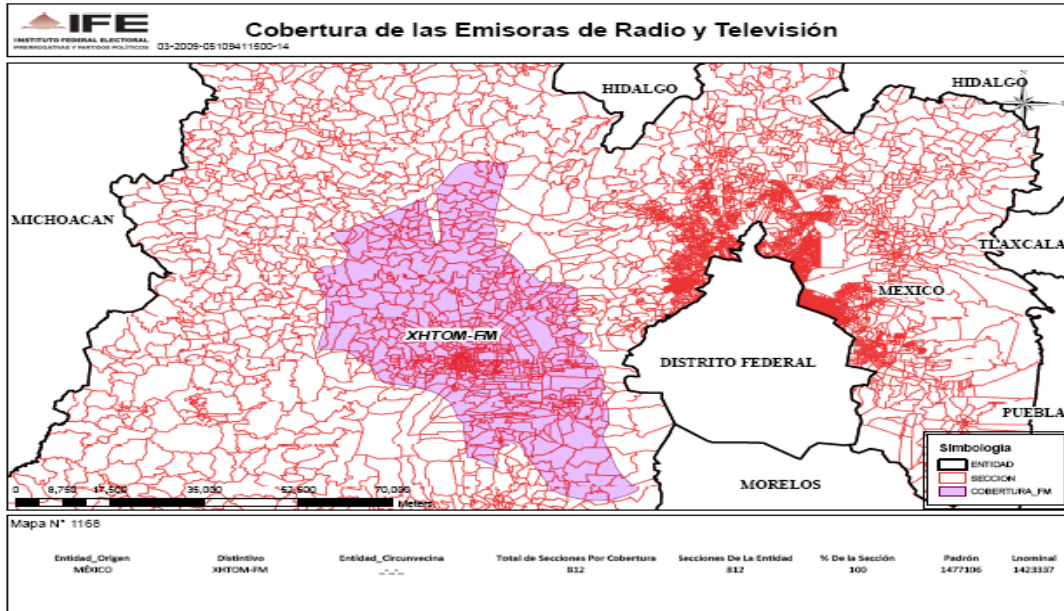 IFE
INSTITUTO FEDERAL ELECTORAL
PRERROGATIVAS Y PARTIDOS POLÍTICOS
03-2009-05109411500-14
Cobertura de las Emisoras de Radio y Televisión
HIDALGO
HIDALGO
N
MICHOACAN
TLAXCALA
MEXICO
XHTOM-FM
DISTRITO FEDERAL
PUEBLA
MORELOS
Simbologia
ENTIDAD
SECCION
COBERTURA_FM
0 8,750 17,500 35,000 52,500 70,000
Meters
Mapa N° 1168
Entidad_Origen Distintivo Entidad_Circunvecina Total de Secciones Por Cobertura Secciones De La Entidad % De la Sección Padrón Lnominal
MÉXICO XHTOM-FM _-_-_ 812 812 100 1477106 1423337